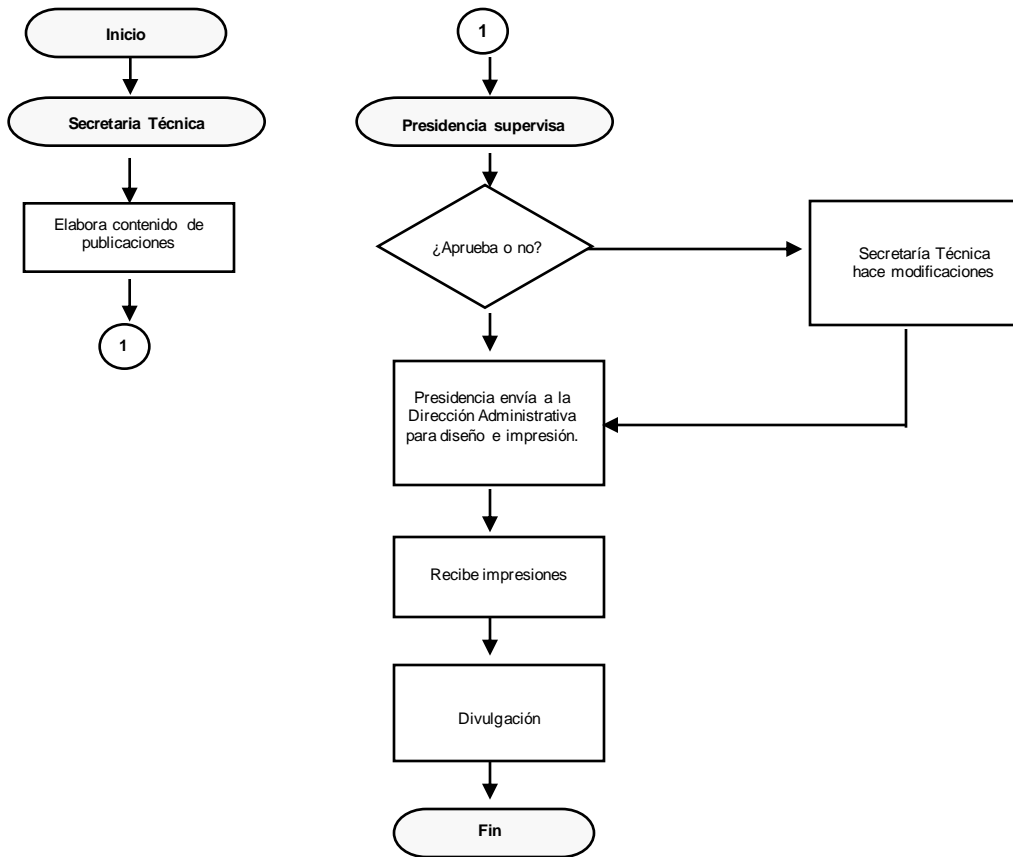 Inicio
Secretaria Técnica
Elabora contenido de
publicaciones
1
1
Presidencia supervisa
¿Aprueba o no?
Secretaría Técnica
hace modificaciones
Presidencia envía a la
Dirección Administrativa
para diseño e impresión.
Recibe impresiones
Divulgación
Fin